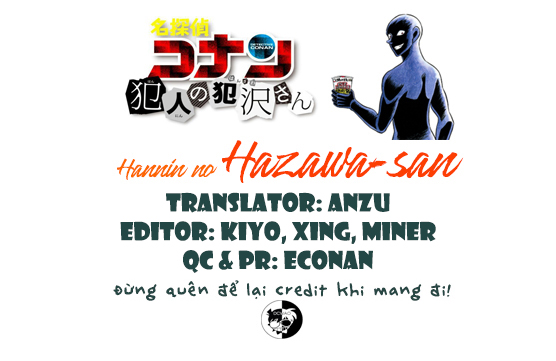 名探偵
DETECTIVE CONAN
コナン
犯人の犯沢さん
Hannin no Hazawa-san
TRANSLATOR: ANZU
EDITOR: KIYO, XING, MINER
QC & PR: ECONAN
Đừng quên để lại credit khi mang đi!